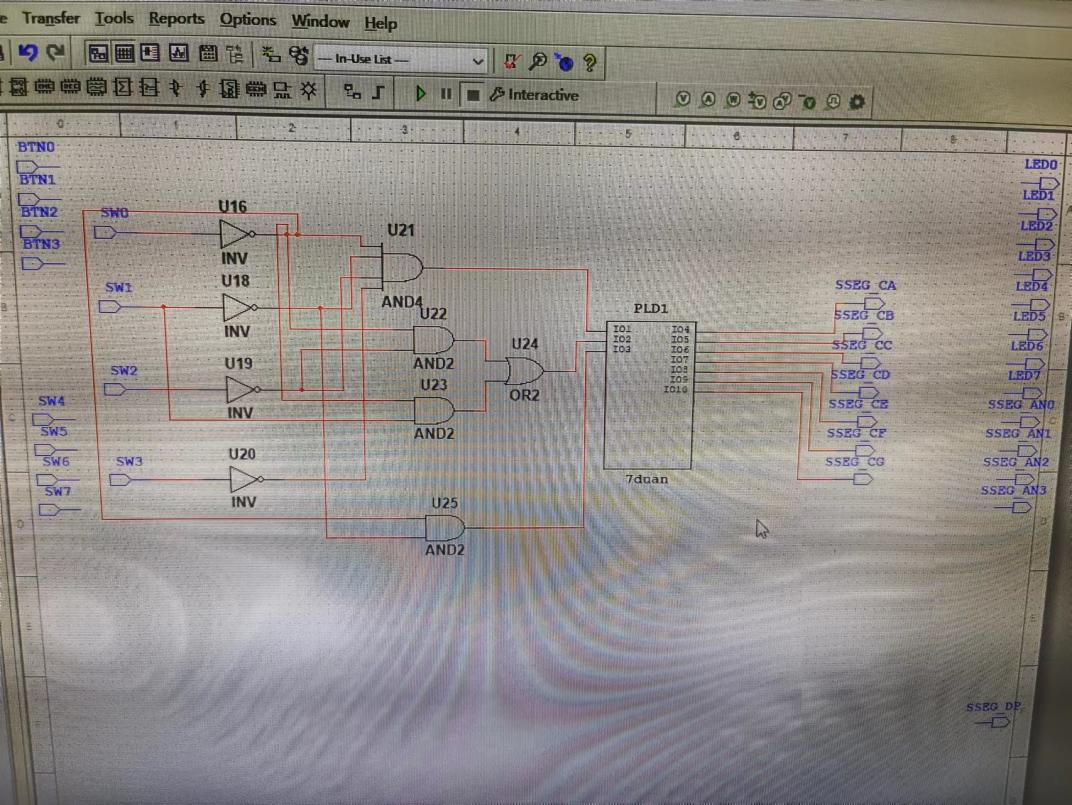 Transfer Tools Reports Options Window Help
--- In-Use List ---
Interactive
0 1 2 3 4 5 6 7 8
BTN0
BTN1
BTN2
BTN3
SW0
SW1
SW2
SW4
SW5
SW6
SW7
SW3
U16
INV
U18
INV
U19
INV
U20
INV
U21
AND4
U22
AND2
U23
AND2
U24
OR2
U25
AND2
PLD1
IO1 IO4
IO2 IO5
IO3 IO6
IO7
IO8
IO9
IO10
7duan
SSEG_CA
SSEG_CB
SSEG_CC
SSEG_CD
SSEG_CE
SSEG_CF
SSEG_CG
LED0
LED1
LED2
LED3
LED4
LED5
LED6
LED7
SSEG_AN0
SSEG_AN1
SSEG_AN2
SSEG_AN3
SSEG_DP